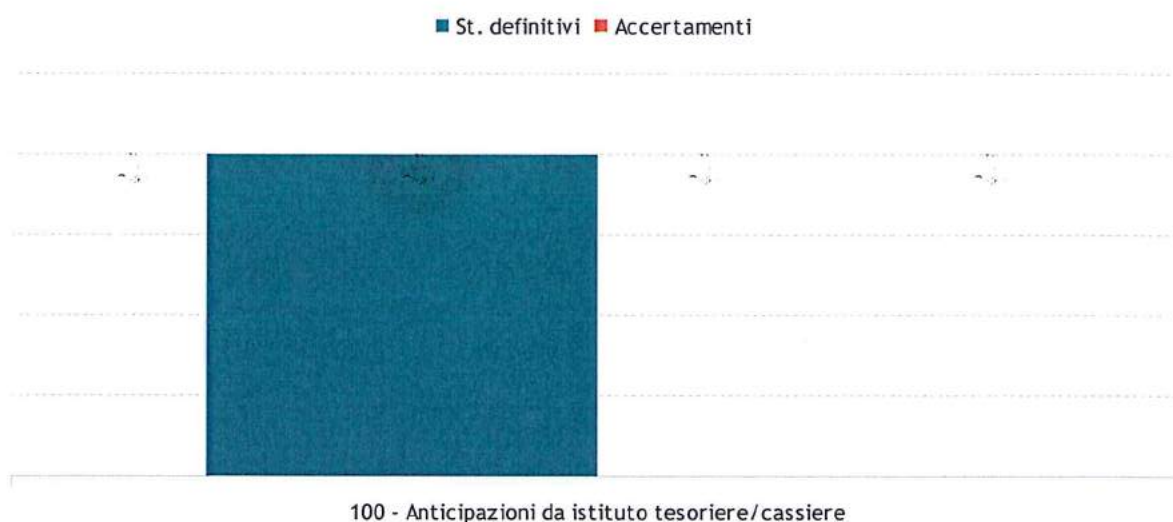 St. definitivi Accertamenti
100 - Anticipazioni da istituto tesoriere/cassiere